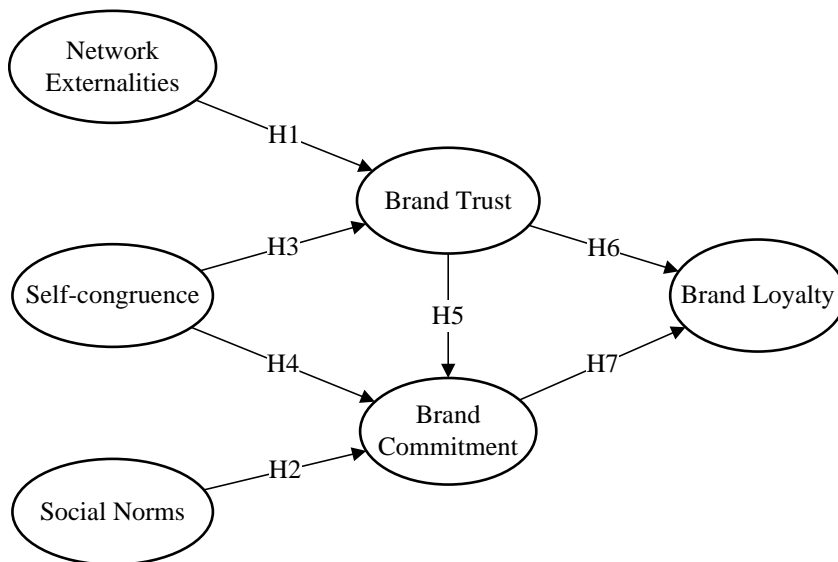 Network
Externalities
H1
Brand Trust
H3
H6
Self-congruence
H5
Brand Loyalty
H4
H7
Brand
Commitment
H2
Social Norms